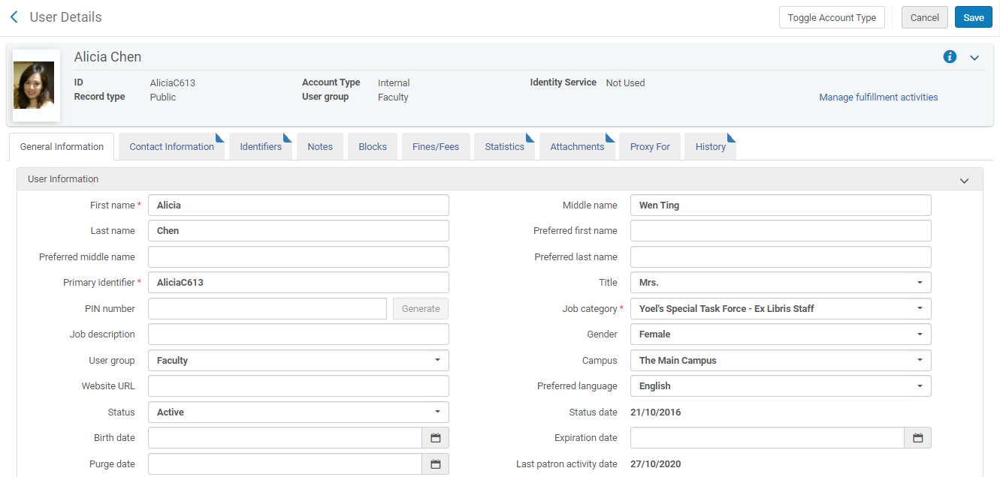 User Details
Toggle Account Type Cancel Save
Alicia Chen
ID AliciaC613 Account Type Internal Identity Service Not Used
Record type Public User group Faculty Manage fulfillment activities
General Information Contact Information Identifiers Notes Blocks Fines/Fees Statistics Attachments Proxy For History
User Information
First name * Alicia Middle name Wen Ting
Last name Chen Preferred first name
Preferred middle name Preferred last name
Primary identifier * AliciaC613 Title Mrs.
PIN number Generate Job category * Yoel's Special Task Force - Ex Libris Staff
Job description Gender Female
User group Faculty Campus The Main Campus
Website URL Preferred language English
Status Active Status date 21/10/2016
Birth date Expiration date
Purge date Last patron activity date 27/10/2020